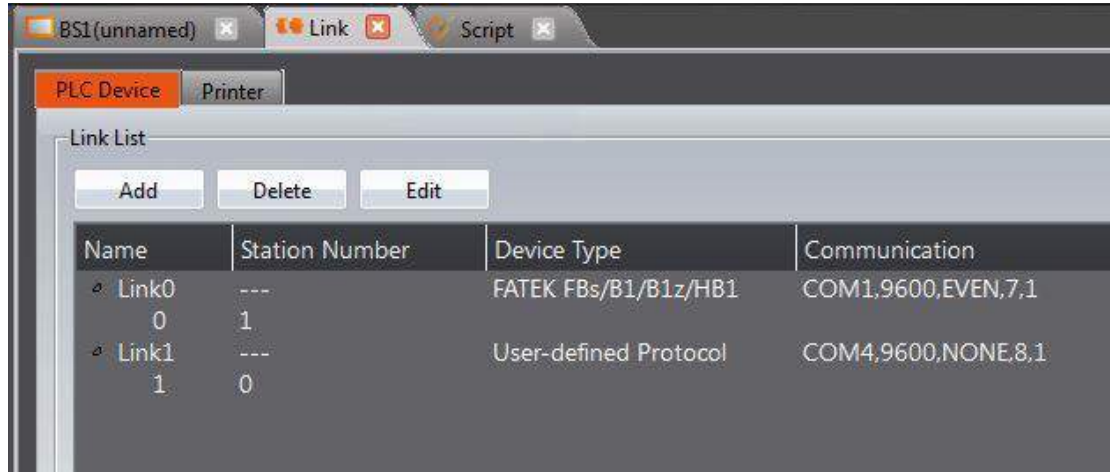 BS1(unnamed) Link Script
PLC Device Printer
Link List
Add Delete Edit
Name Station Number Device Type Communication
Link0 --- FATEK FBs/B1/B1z/HB1 COM1,9600,EVEN,7,1
0 1
Link1 --- User-defined Protocol COM4,9600,NONE,8,1
1 0